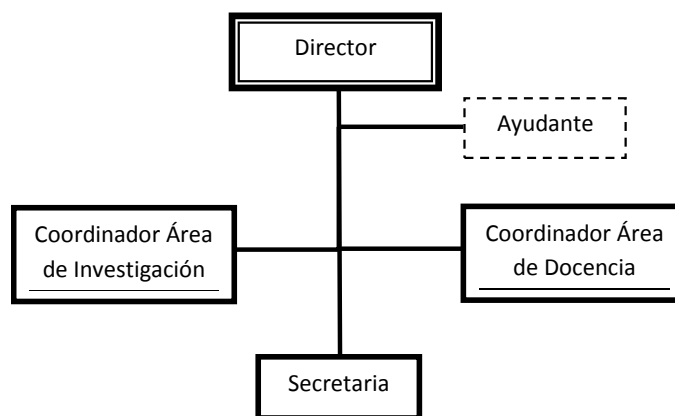 Director
Ayudante
Coordinador Área
de Investigación
Coordinador Área
de Docencia
Secretaria